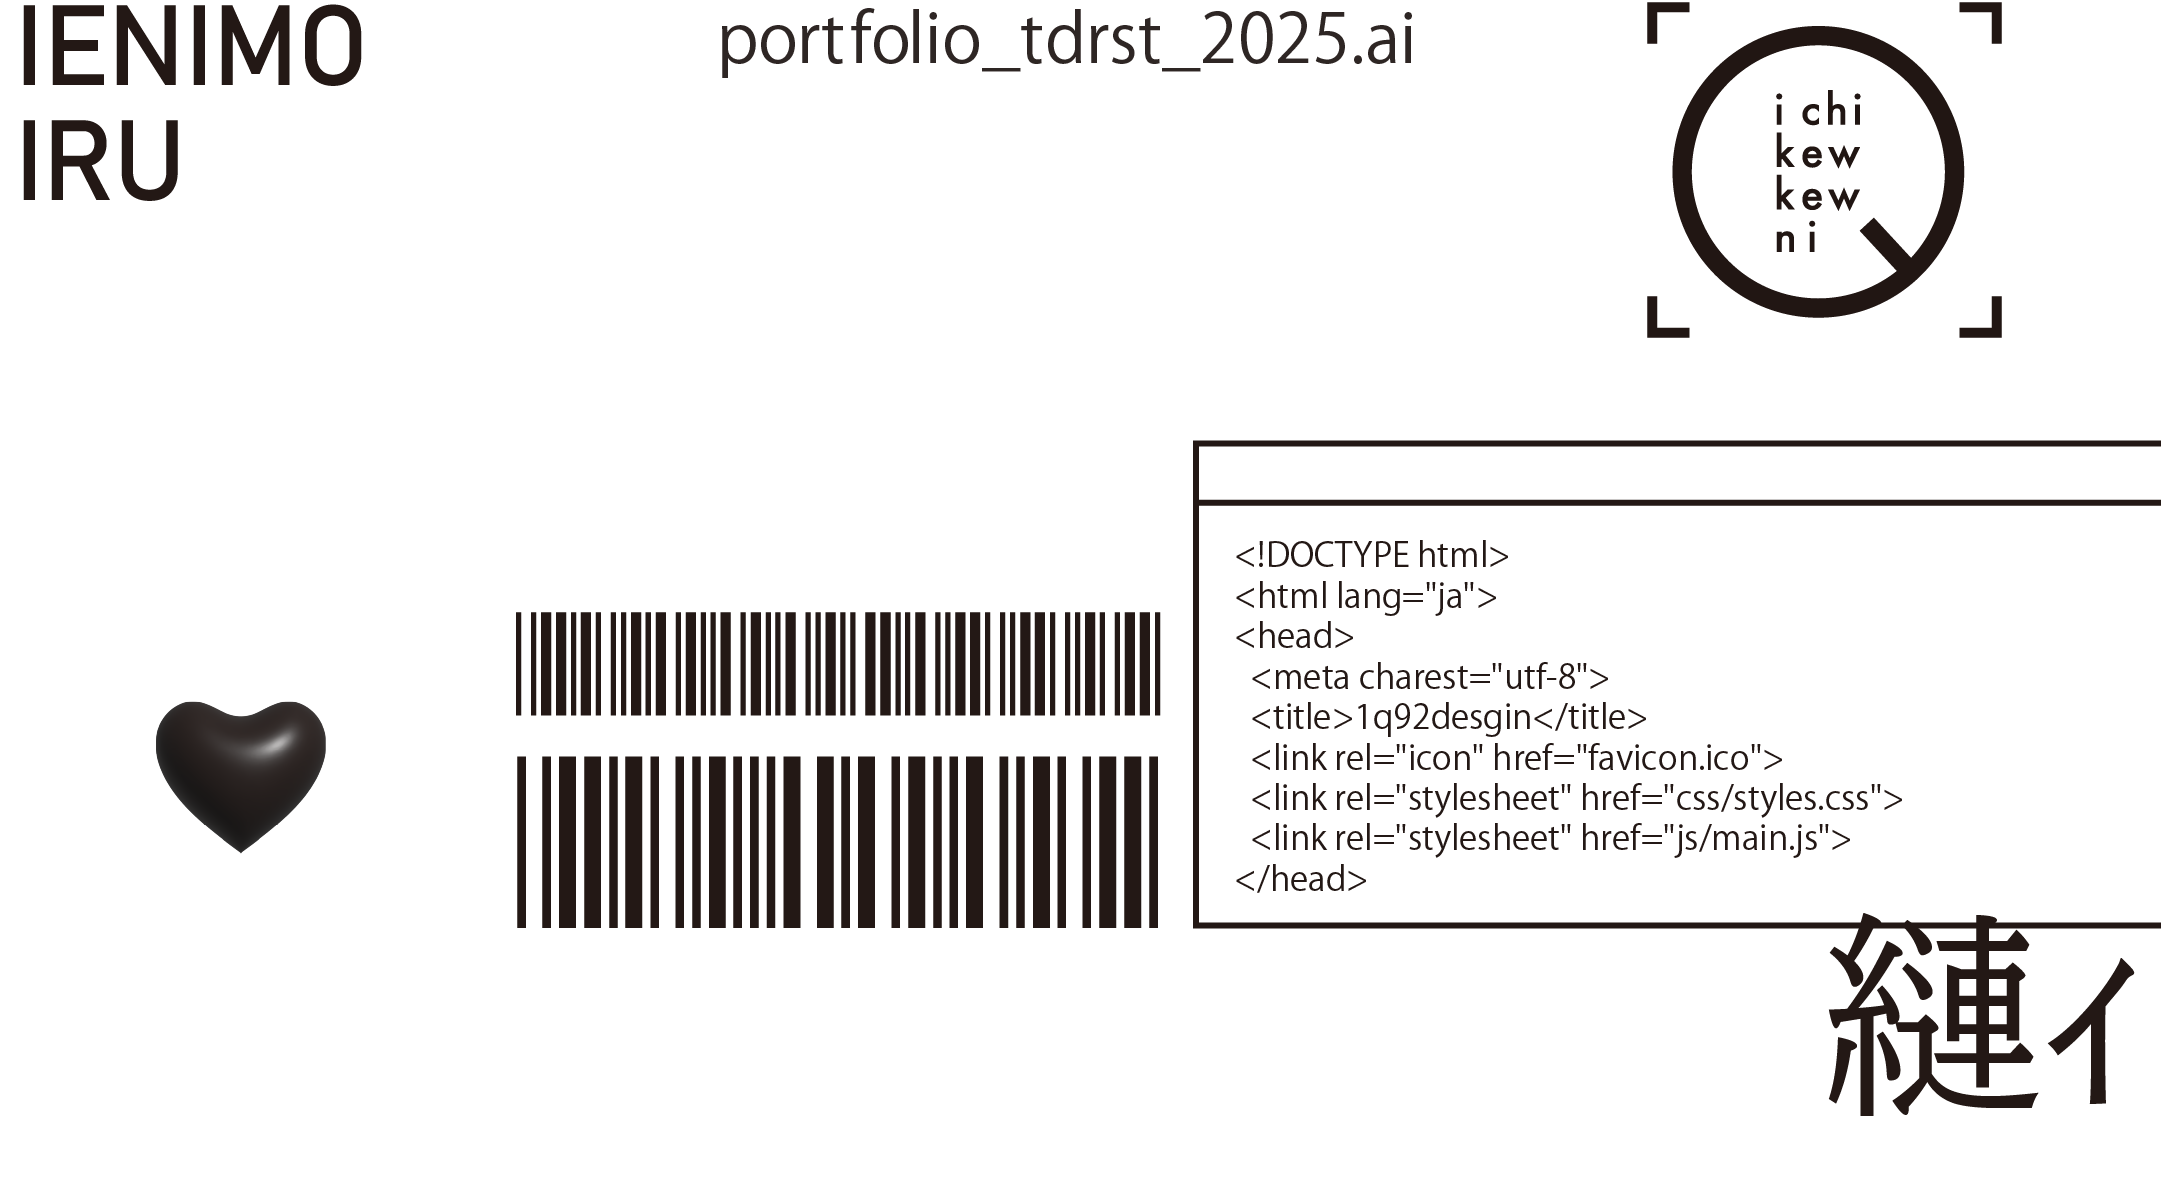 IENIMO
IRU
portfolio_tdrst_2025.ai
i chi
kew
kew
ni
<!DOCTYPE html>
<html lang="ja">
<head>
<meta charest="utf-8">
<title>1q92desgin</title>
<link rel="icon" href="favicon.ico">
<link rel="stylesheet" href="css/styles.css">
<link rel="stylesheet" href="js/main.js">
</head>
縺イ